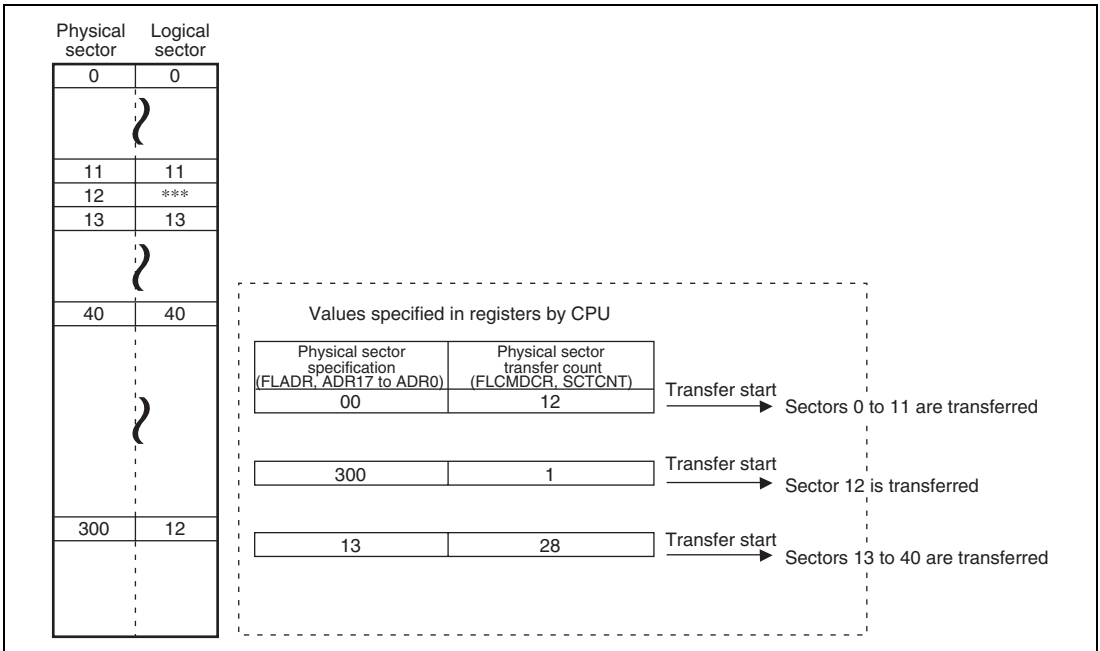 Physical sector Logical sector
0 0
11 11
12 ***
13 13
40 40
300 12
Values specified in registers by CPU
Physical sector specification (FLADR, ADR17 to ADR0) Physical sector transfer count (FLCMDCR, SCTCNT)
00 12 Transfer start Sectors 0 to 11 are transferred
300 1 Transfer start Sector 12 is transferred
13 28 Transfer start Sectors 13 to 40 are transferred